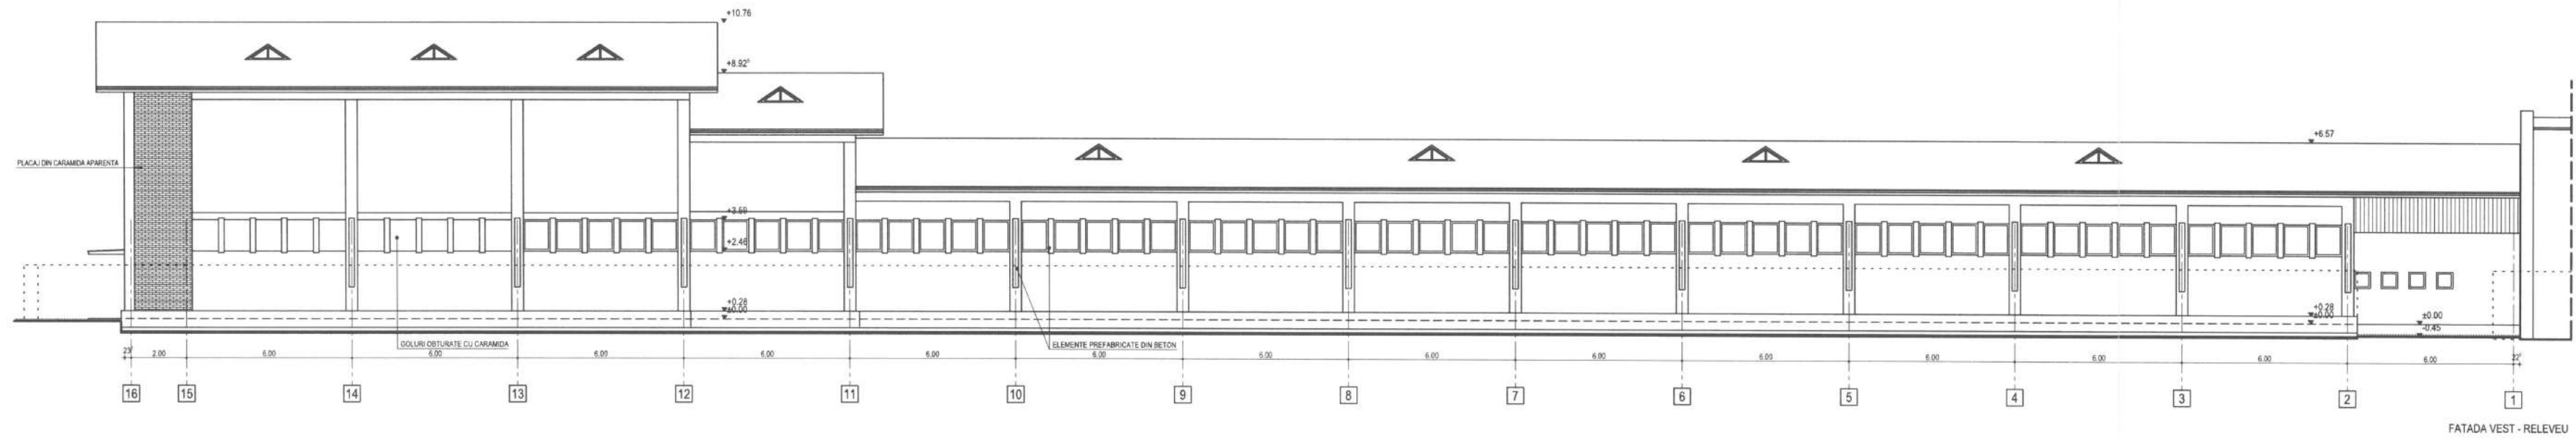 +10.76
+8.92⁵
+6.57
PLACAJ DIN CARAMIDA APARENTA
+3.59
+2.46
+0.28
±0.00
+0.28
±0.00
±0.00
-0.45
GOLURI OBTURATE CU CARAMIDA
ELEMENTE PREFABRICATE DIN BETON
2.00 6.00 6.00 6.00 6.00 6.00 6.00 6.00 6.00 6.00 6.00 6.00 6.00 6.00 6.00
16 15 14 13 12 11 10 9 8 7 6 5 4 3 2 1
FATADA VEST - RELEVEU